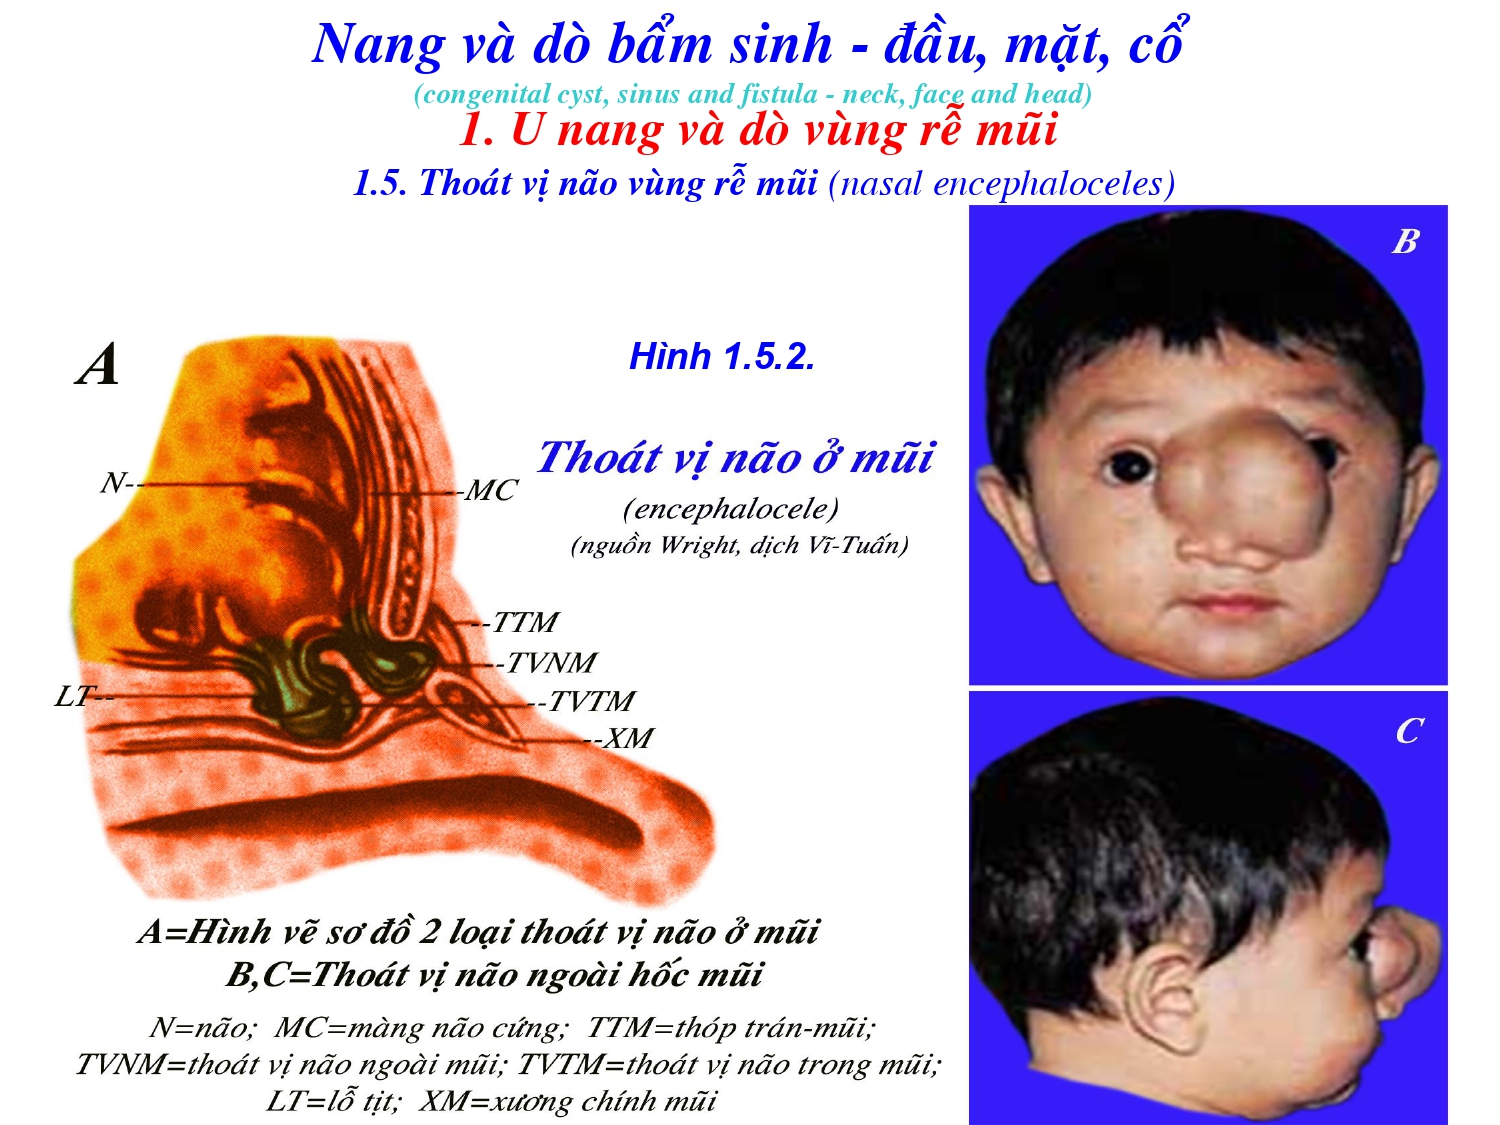 Nang và dò bẩm sinh - đầu, mặt, cổ
(congenital cyst, sinus and fistula - neck, face and head)
1. U nang và dò vùng rễ mũi
1.5. Thoát vị não vùng rễ mũi (nasal encephaloceles)
B
A
Hình 1.5.2.
Thoát vị não ở mũi
(encephalocele)
(nguồn Wright, dịch Vĩ-Tuấn)
N--
--MC
--TTM
--TVNM
LT--
--TVTM
--XM
C
A=Hình vẽ sơ đồ 2 loại thoát vị não ở mũi
B,C=Thoát vị não ngoài hốc mũi
N=não; MC=màng não cứng; TTM=thóp trán-mũi;
TVNM=thoát vị não ngoài mũi; TVTM=thoát vị não trong mũi;
LT=lỗ tịt; XM=xương chính mũi